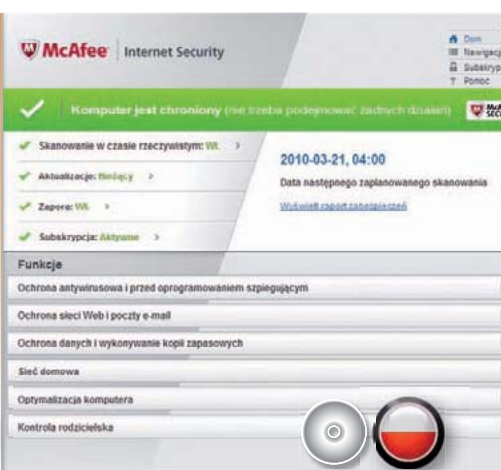 McAfee | Internet Security
Dom
Nawigacj
Subskryp
? Pomoc
Komputer jest chroniony (nie trzeba podejmować żadnych działań)
Skanowanie w czasie rzeczywistym: Wł. >
Aktualizacje: Bieżący >
Zapora: Wł. >
Subskrypcja: Aktywne >
2010-03-21, 04:00
Data następnego zaplanowanego skanowania
Wyświetl raport zabezpieczeń
Funkcje
Ochrona antywirusowa i przed oprogramowaniem szpiegującym
Ochrona sieci Web i poczty e-mail
Ochrona danych i wykonywanie kopii zapasowych
Sieć domowa
Optymalizacja komputera
Kontrola rodzicielska